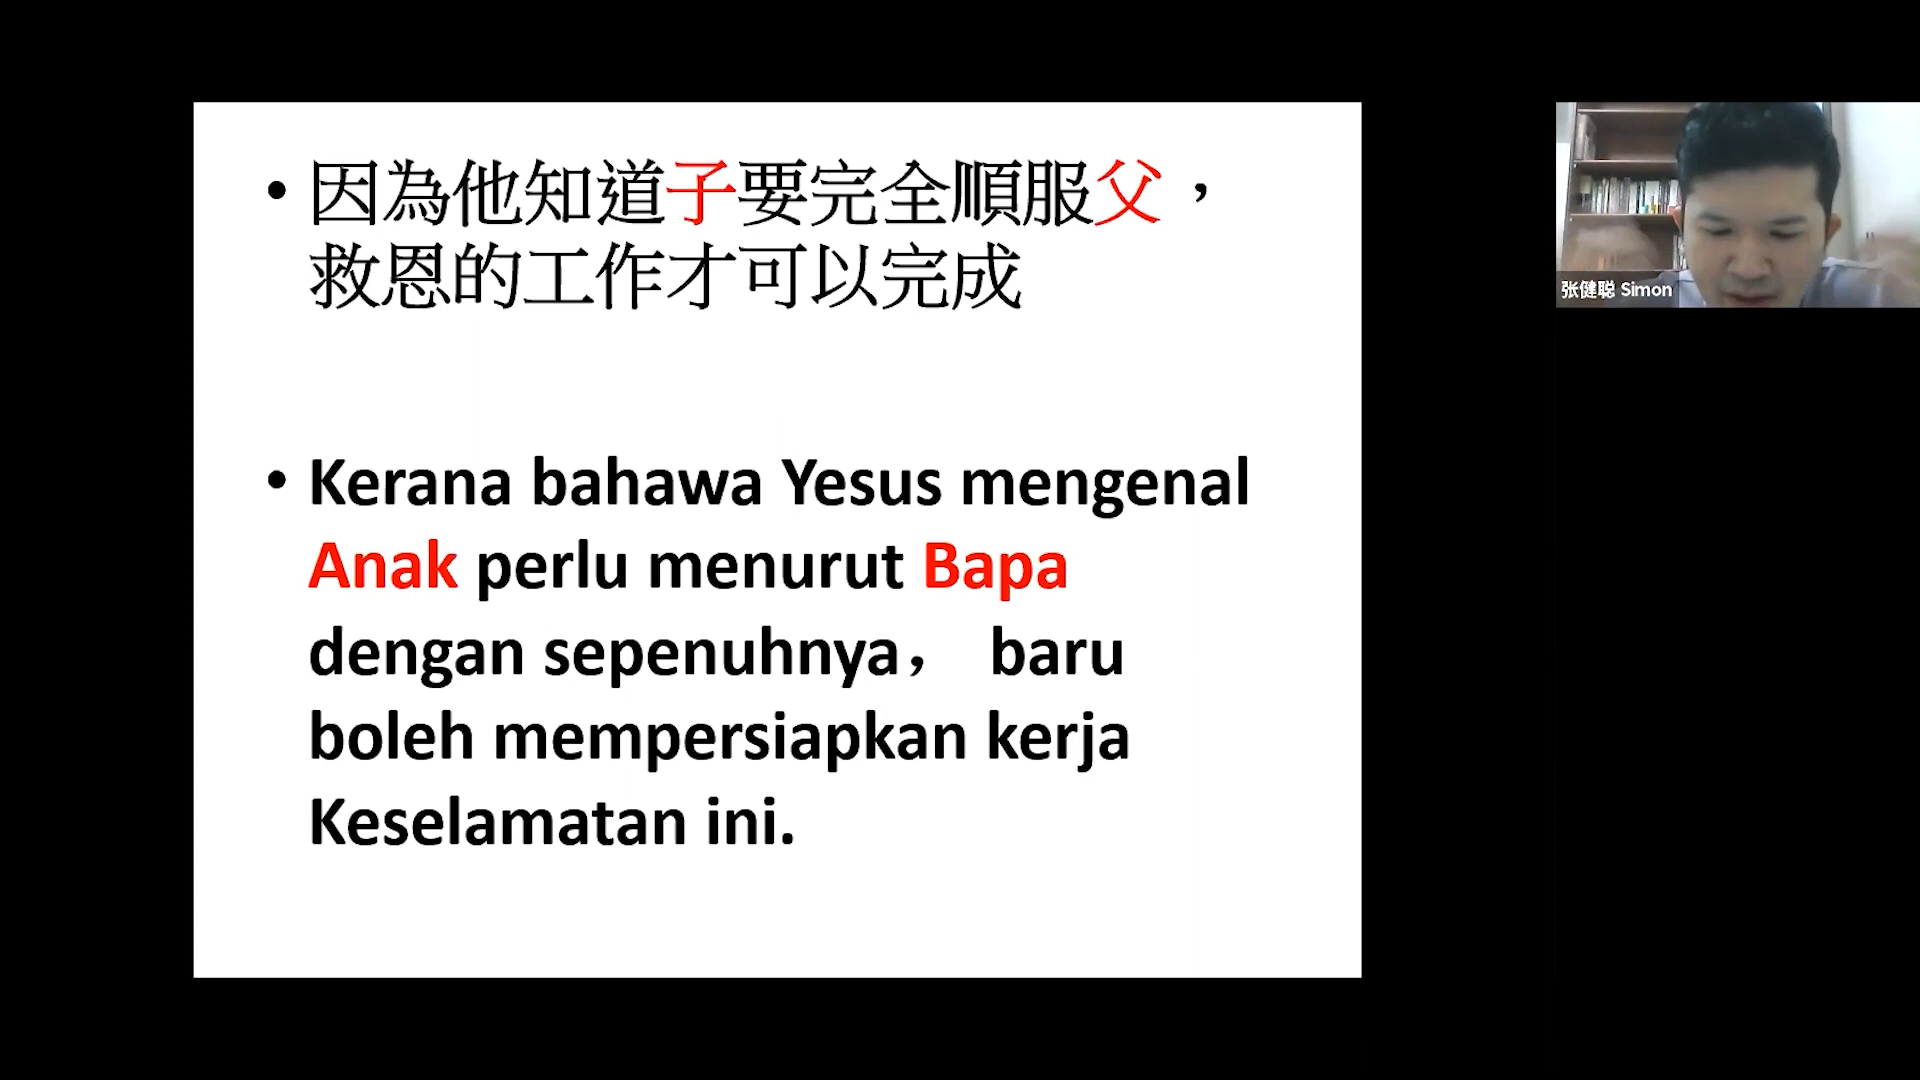 • 因為他知道子要完全順服父，
救恩的工作才可以完成
• Kerana bahawa Yesus mengenal
Anak perlu menurut Bapa
dengan sepenuhnya， baru
boleh mempersiapkan kerja
Keselamatan ini.
张健聪 Simon